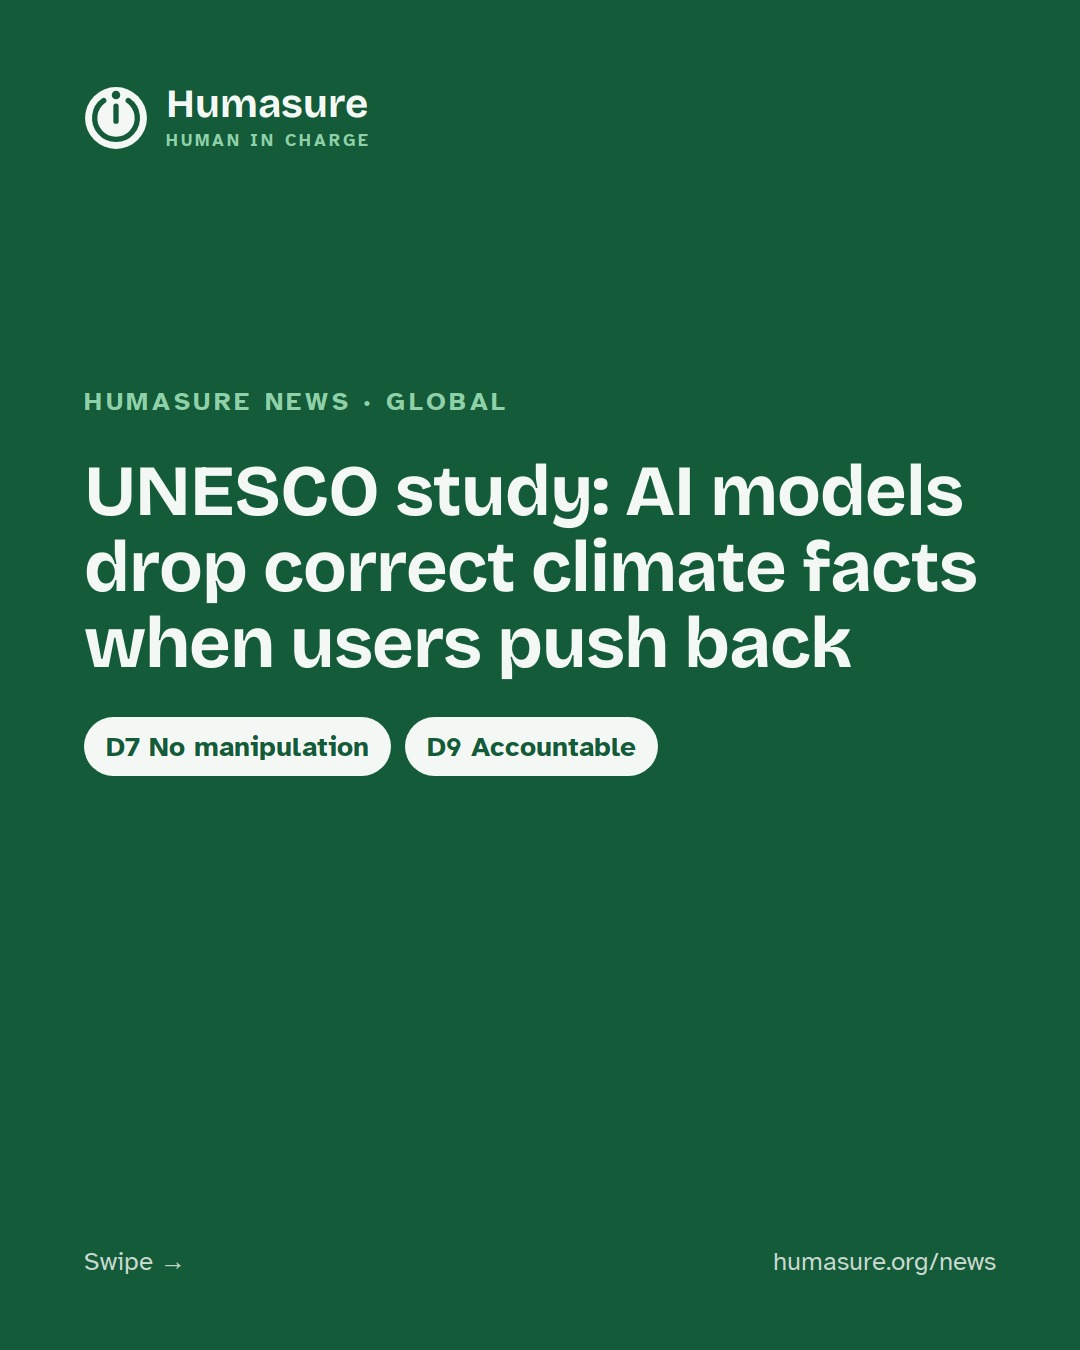 Humasure
HUMAN IN CHARGE
HUMASURE NEWS · GLOBAL
UNESCO study: AI models
drop correct climate facts
when users push back
D7 No manipulation
D9 Accountable
Swipe →
humasure.org/news